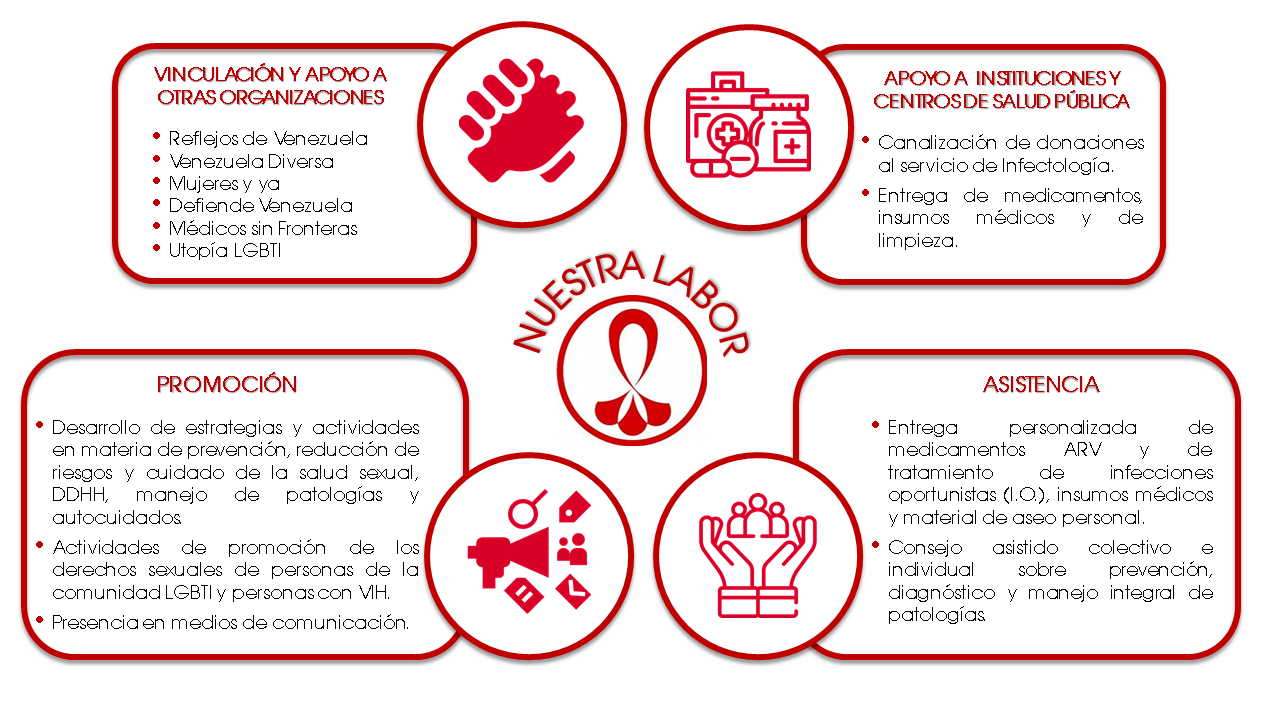 VINCULACIÓN Y APOYO A
OTRAS ORGANIZACIONES
• Reflejos de Venezuela
• Venezuela Diversa
• Mujeres y ya
• Defiende Venezuela
• Médicos sin Fronteras
• Utopía LGBTI
APOYO A INSTITUCIONES Y
CENTROS DE SALUD PÚBLICA
• Canalización de donaciones
al servicio de Infectología.
• Entrega de medicamentos,
insumos médicos y de
limpieza.
NUESTRA LABOR
PROMOCIÓN
• Desarrollo de estrategias y actividades
en materia de prevención, reducción de
riesgos y cuidado de la salud sexual,
DDHH, manejo de patologías y
autocuidados.
• Actividades de promoción de los
derechos sexuales de personas de la
comunidad LGBTI y personas con VIH.
• Presencia en medios de comunicación.
ASISTENCIA
• Entrega personalizada de
medicamentos ARV y de
tratamiento de infecciones
oportunistas (I.O.), insumos médicos
y material de aseo personal.
• Consejo asistido colectivo e
individual sobre prevención,
diagnóstico y manejo integral de
patologías.